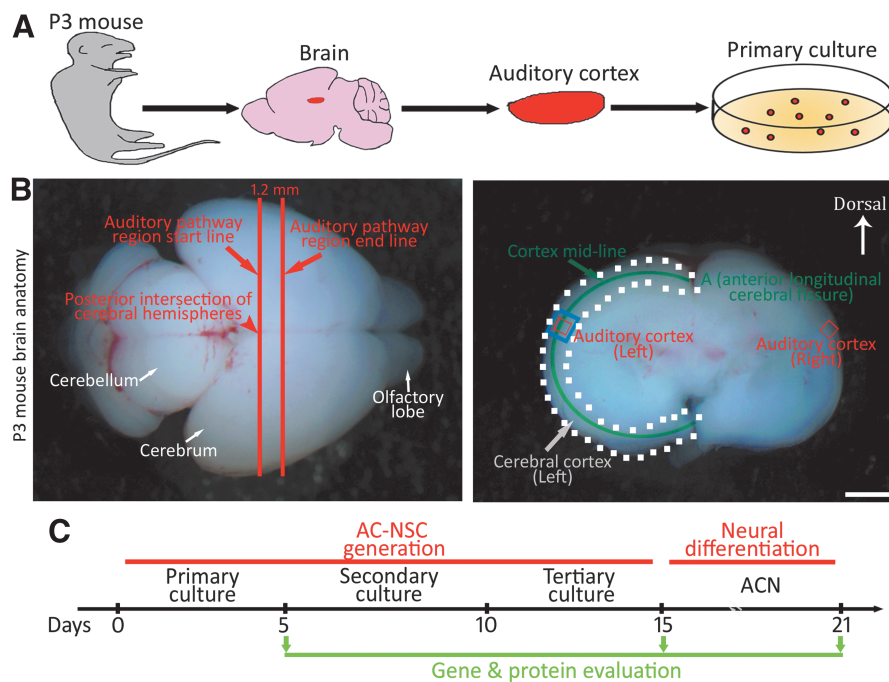 A
P3 mouse
Brain
Auditory cortex
Primary culture
B
P3 mouse brain anatomy
1.2 mm
Auditory pathway
region start line
Auditory pathway
region end line
Posterior intersection of
cerebral hemispheres
Cerebellum
Cerebrum
Olfactory
lobe
Dorsal
Cortex mid-line
A (anterior longitudinal
cerebral fissure)
Auditory cortex
(Left)
Auditory cortex
(Right)
Cerebral cortex
(Left)
C
AC-NSC
generation
Neural
differentiation
Primary
culture
Secondary
culture
Tertiary
culture
ACN
Days 0 5 10 15 21
Gene & protein evaluation